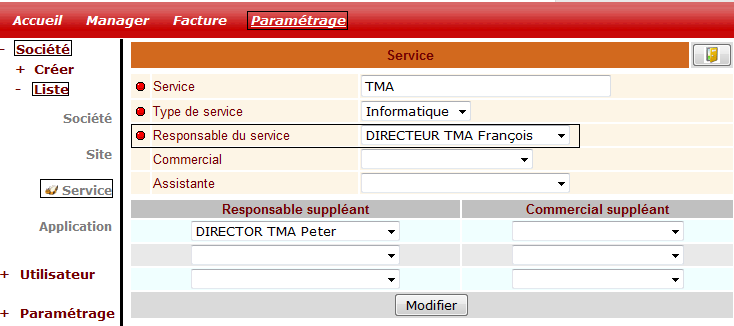 Accueil Manager Facture Paramétrage
- Société
+ Créer
- Liste
Société
Site
Service
Application
+ Utilisateur
+ Paramétrage
Service
Service TMA
Type de service Informatique
Responsable du service DIRECTEUR TMA François
Commercial
Assistante
Responsable suppléant Commercial suppléant
DIRECTOR TMA Peter
Modifier